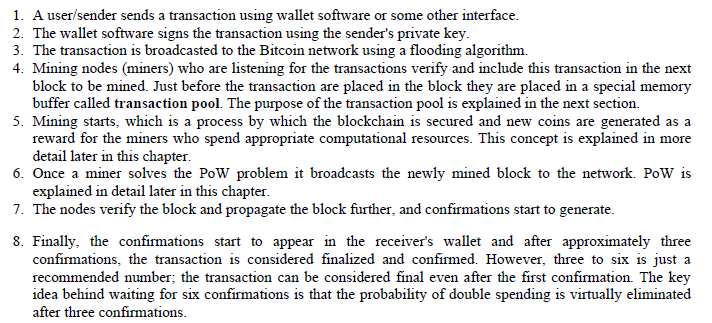 1. A user/sender sends a transaction using wallet software or some other interface.
2. The wallet software signs the transaction using the sender's private key.
3. The transaction is broadcasted to the Bitcoin network using a flooding algorithm.
4. Mining nodes (miners) who are listening for the transactions verify and include this transaction in the next
block to be mined. Just before the transaction are placed in the block they are placed in a special memory
buffer called transaction pool. The purpose of the transaction pool is explained in the next section.
5. Mining starts, which is a process by which the blockchain is secured and new coins are generated as a
reward for the miners who spend appropriate computational resources. This concept is explained in more
detail later in this chapter.
6. Once a miner solves the PoW problem it broadcasts the newly mined block to the network. PoW is
explained in detail later in this chapter.
7. The nodes verify the block and propagate the block further, and confirmations start to generate.
8. Finally, the confirmations start to appear in the receiver's wallet and after approximately three
confirmations, the transaction is considered finalized and confirmed. However, three to six is just a
recommended number; the transaction can be considered final even after the first confirmation. The key
idea behind waiting for six confirmations is that the probability of double spending is virtually eliminated
after three confirmations.